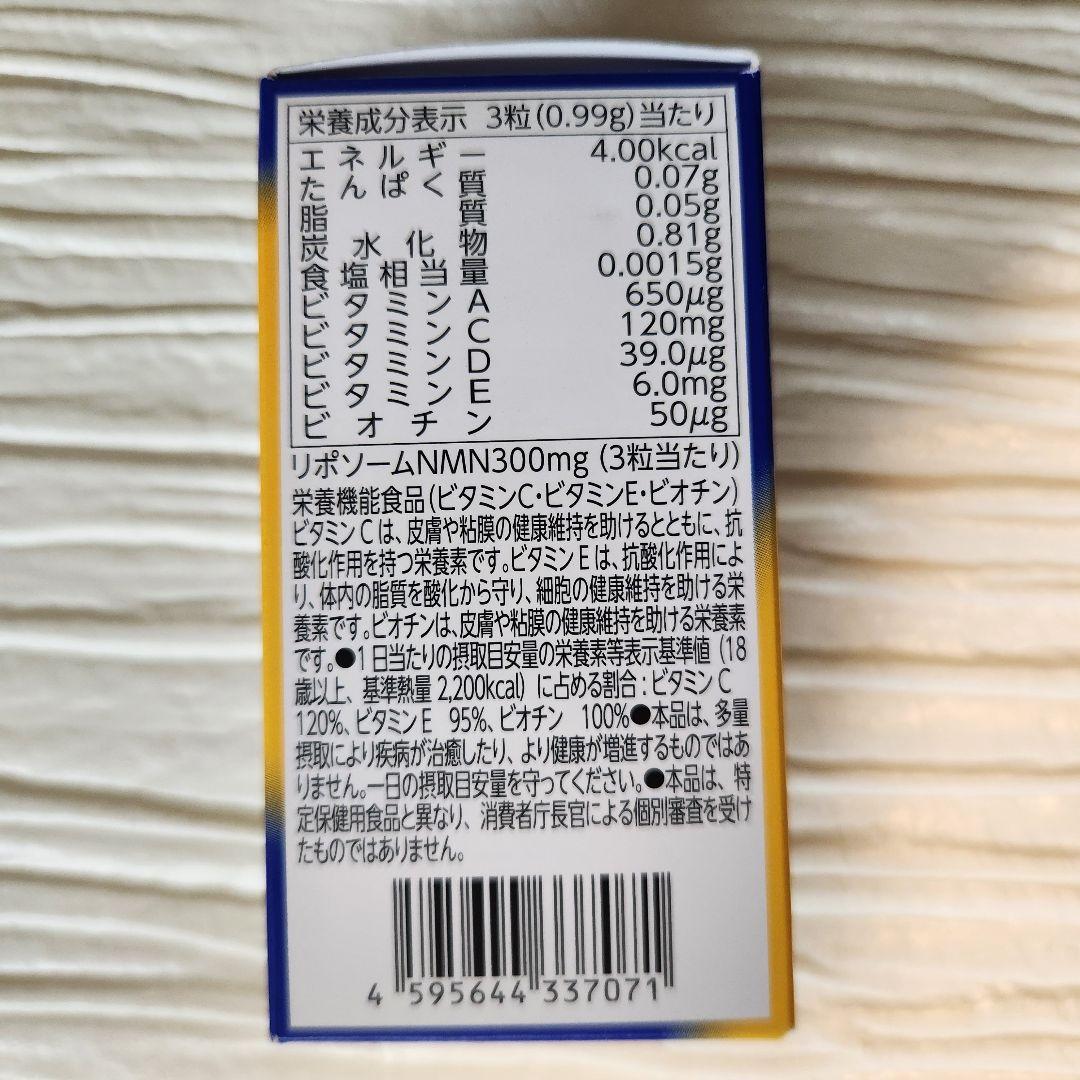 栄養成分表示 3粒(0.99g)当たり
エネルギー 4.00kcal
たんぱく質 0.07g
脂質 0.05g
炭水化物 0.81g
食塩相当量 0.0015g
ビタミンA 650μg
ビタミンC 120mg
ビタミンD 39.0μg
ビタミンE 6.0mg
ビオチン 50μg
リポソームNMN300mg (3粒当たり)
栄養機能食品(ビタミンC・ビタミンE・ビオチン)
ビタミンCは、皮膚や粘膜の健康維持を助けるとともに、抗
酸化作用を持つ栄養素です。ビタミンEは、抗酸化作用によ
り、体内の脂質を酸化から守り、細胞の健康維持を助ける栄
養素です。ビオチンは、皮膚や粘膜の健康維持を助ける栄養素
です。●1日当たりの摂取目安量の栄養素等表示基準値 (18
歳以上、基準熱量 2,200kcal) に占める割合 : ビタミンC
120%、ビタミンE 95%、ビオチン 100%●本品は、多量
摂取により疾病が治癒したり、より健康が増進するものではあ
りません。一日の摂取目安量を守ってください。●本品は、特
定保健用食品と異なり、消費者庁長官による個別審査を受け
たものではありません。
4 595644 337071